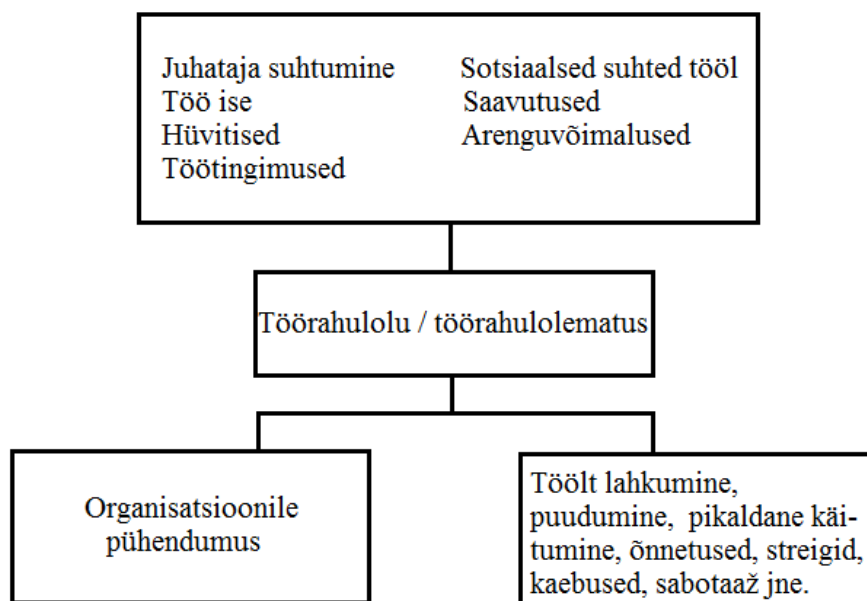 Juhataja suhtumine
Töö ise
Hüvitised
Töötingimused
Sotsiaalsed suhted tööl
Saavutused
Arenguvõimalused
Töörahulolu / töörahulolematus
Organisatsioonile
pühendumus
Töölt lahkumine,
puudumine, pikaldane käi-
tumine, õnnetused, streigid,
kaebused, sabotaaž jne.